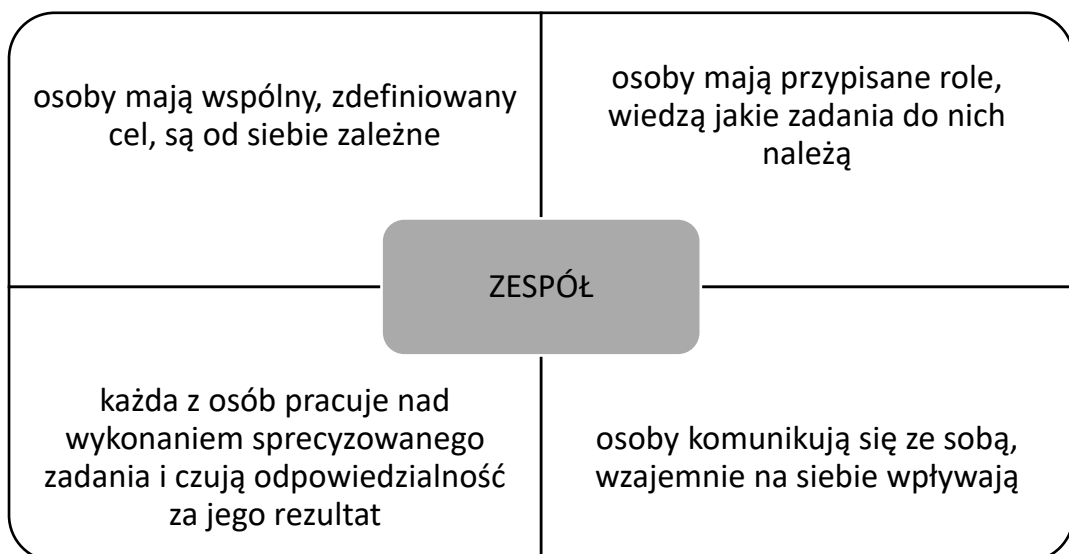 osoby mają wspólny, zdefiniowany
cel, są od siebie zależne
osoby mają przypisane role,
wiedzą jakie zadania do nich
należą
ZESPÓŁ
każda z osób pracuje nad
wykonaniem sprecyzowanego
zadania i czują odpowiedzialność
za jego rezultat
osoby komunikują się ze sobą,
wzajemnie na siebie wpływają